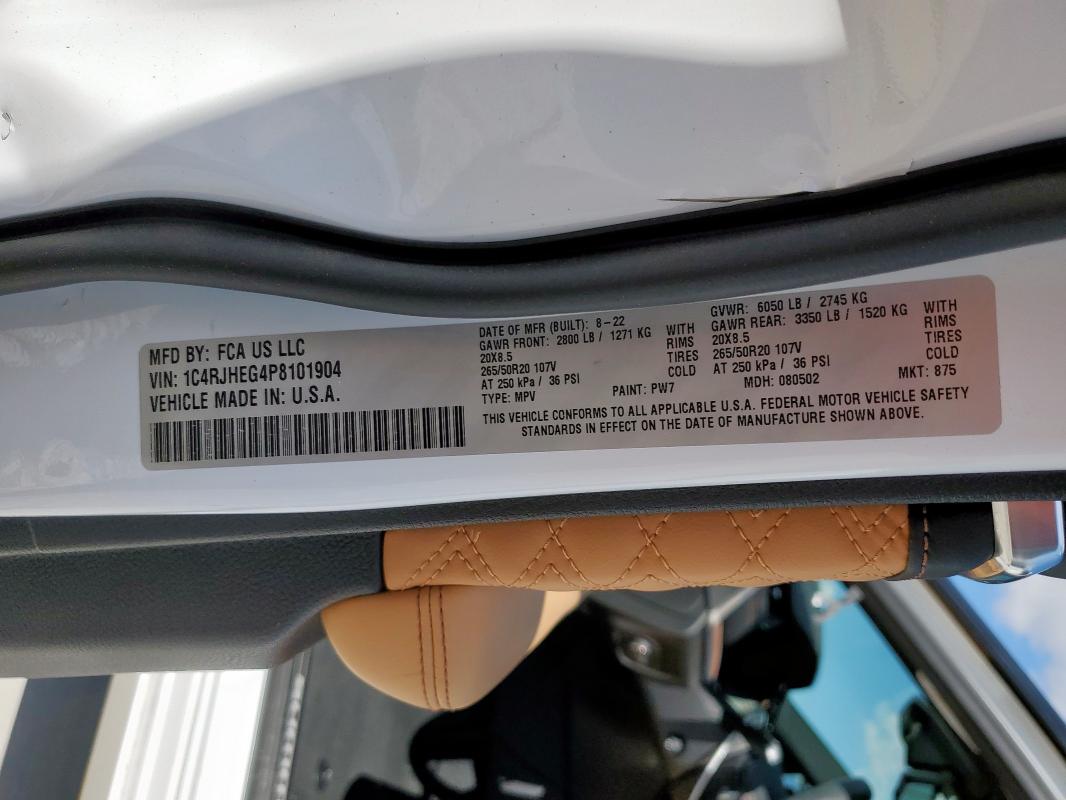 MFD BY: FCA US LLC
VIN: 1C4RJHEG4P8101904
VEHICLE MADE IN: U.S.A.
DATE OF MFR (BUILT): 8-22
GAWR FRONT: 2800 LB / 1271 KG WITH
20X8.5 RIMS
265/50R20 107V TIRES
AT 250 kPa / 36 PSI COLD
TYPE: MPV PAINT: PW7
GVWR: 6050 LB / 2745 KG
GAWR REAR: 3350 LB / 1520 KG WITH
20X8.5 RIMS
265/50R20 107V TIRES
AT 250 kPa / 36 PSI COLD
MDH: 080502 MKT: 875
THIS VEHICLE CONFORMS TO ALL APPLICABLE U.S.A. FEDERAL MOTOR VEHICLE SAFETY
STANDARDS IN EFFECT ON THE DATE OF MANUFACTURE SHOWN ABOVE.